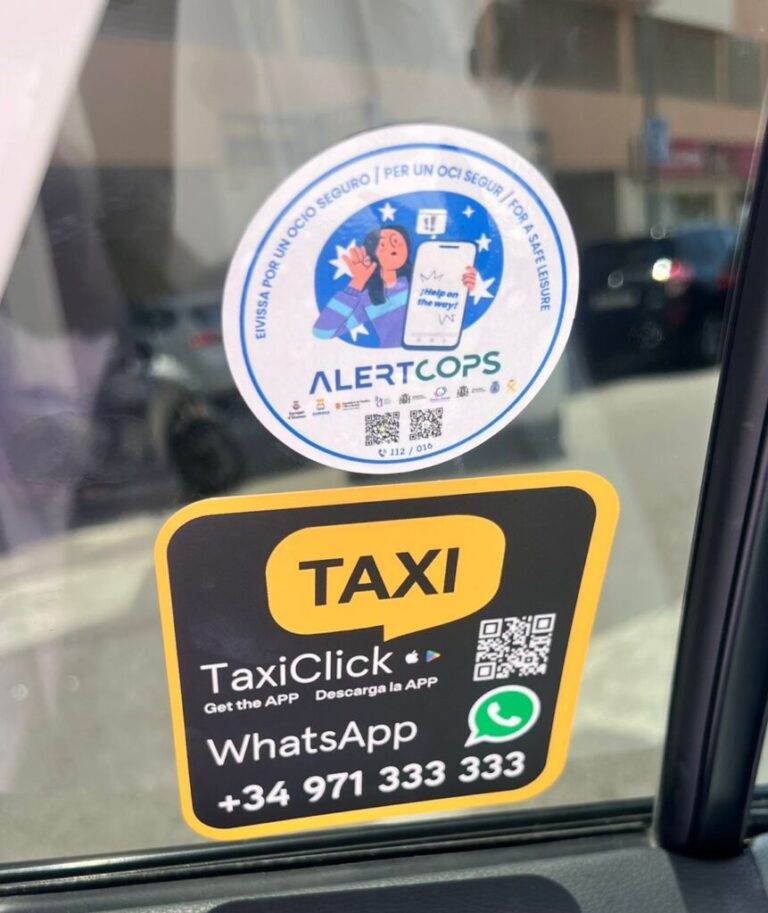 EIVISSA POR UN OCIO SEGURO / PER UN OCI SEGUR / FOR A SAFE LEISURE
¡Help on
the way!
ALERTCOPS
112 / 016
TAXI
TaxiClick
Get the APP Descarga la APP
WhatsApp
+34 971 333 333